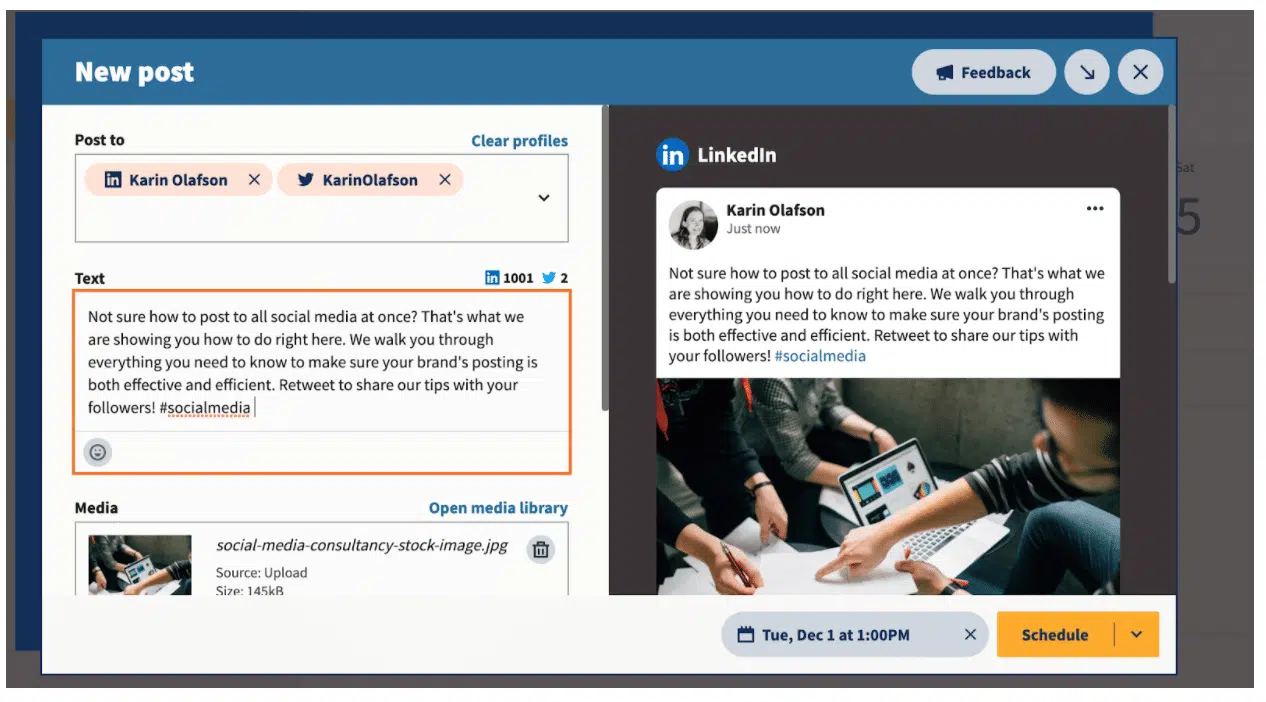 New post
Feedback
Post to
Clear profiles
in Karin Olafson
KarinOlafson
Text
in 1001 2
Not sure how to post to all social media at once? That's what we
are showing you how to do right here. We walk you through
everything you need to know to make sure your brand's posting is
both effective and efficient. Retweet to share our tips with your
followers! #socialmedia
Media
Open media library
social-media-consultancy-stock-image.jpg
Source: Upload
Size: 145kB
in LinkedIn
Karin Olafson
Just now
Not sure how to post to all social media at once? That's what we
are showing you how to do right here. We walk you through
everything you need to know to make sure your brand's posting
is both effective and efficient. Retweet to share our tips with
your followers! #socialmedia
Sat
5
Tue, Dec 1 at 1:00PM
Schedule